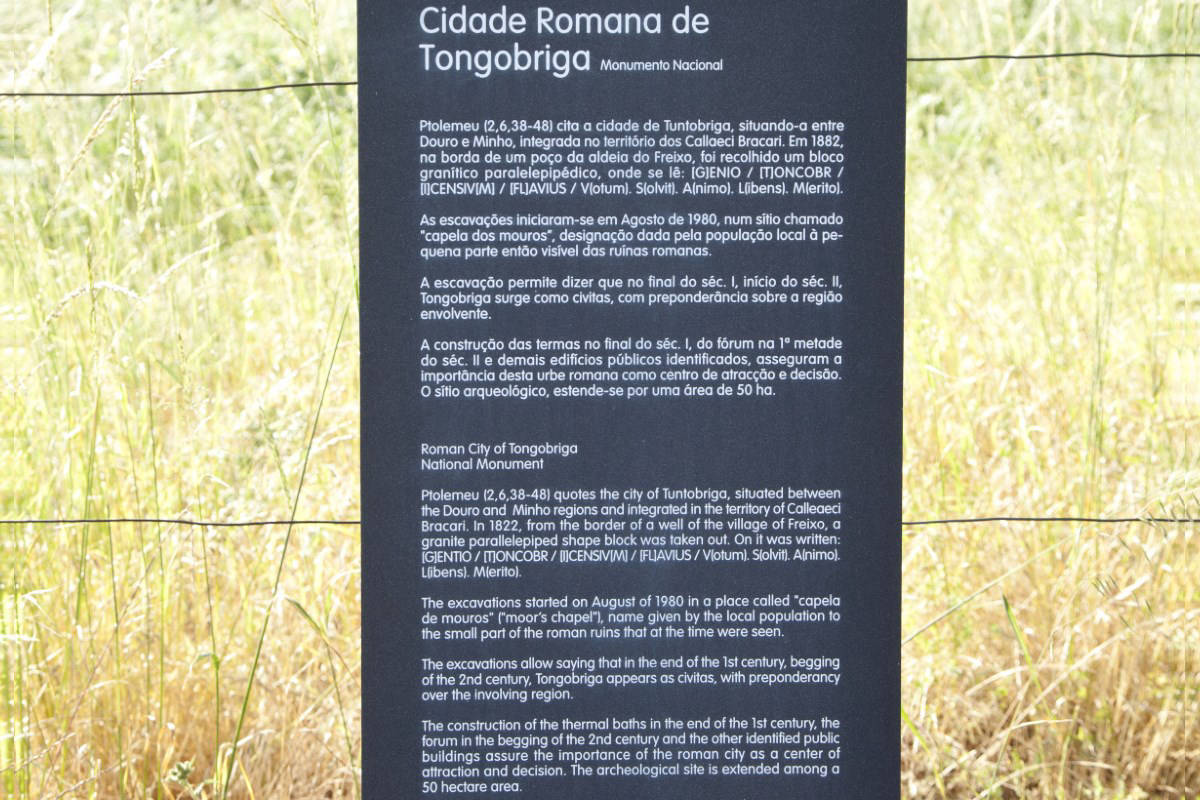 Cidade Romana de
Tongobriga Monumento Nacional
Ptolemeu (2,6,38-48) cita a cidade de Tuntobriga, situando-a entre
Douro e Minho, integrada no território dos Callaeci Bracari. Em 1882,
na borda de um poço da aldeia do Freixo, foi recolhido um bloco
granítico paralelepipédico, onde se lê: [G]ENIO / [T]ONCOBR /
[I]CENSIV[M] / [FL]AVIUS / V(otum). S(olvit). A(nimo). L(ibens). M(erito).
As escavações iniciaram-se em Agosto de 1980, num sítio chamado
"capela dos mouros", designação dada pela população local à pe-
quena parte então visível das ruínas romanas.
A escavação permite dizer que no final do séc. I, início do séc. II,
Tongobriga surge como civitas, com preponderância sobre a região
envolvente.
A construção das termas no final do séc. I, do fórum na 1ª metade
do séc. II e demais edifícios públicos identificados, asseguram a
importância desta urbe romana como centro de atracção e decisão.
O sítio arqueológico, estende-se por uma área de 50 ha.
Roman City of Tongobriga
National Monument
Ptolemeu (2,6,38-48) quotes the city of Tuntobriga, situated between
the Douro and Minho regions and integrated in the territory of Calleaeci
Bracari. In 1822, from the border of a well of the village of Freixo, a
granite parallelepiped shape block was taken out. On it was written:
[G]ENTIO / [T]ONCOBR / [I]CENSIV[M] / [FL]AVIUS / V(otum). S(olvit). A(nimo).
L(ibens). M(erito).
The excavations started on August of 1980 in a place called "capela
de mouros" ("moor's chapel"), name given by the local population to
the small part of the roman ruins that at the time were seen.
The excavations allow saying that in the end of the 1st century, begging
of the 2nd century, Tongobriga appears as civitas, with preponderancy
over the involving region.
The construction of the thermal baths in the end of the 1st century, the
forum in the begging of the 2nd century and the other identified public
buildings assure the importance of the roman city as a center of
attraction and decision. The archeological site is extended among a
50 hectare area.